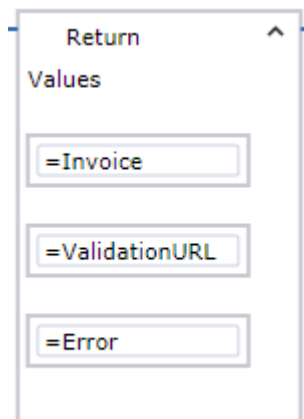 Return
Values
=Invoice
=ValidationURL
=Error